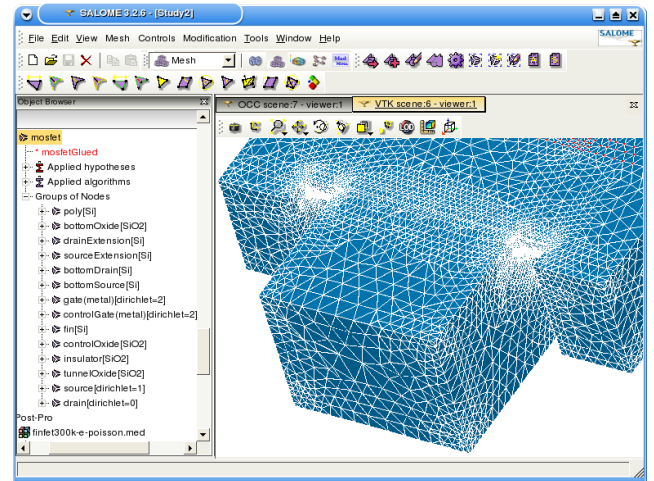 SALOME 3.2.6 - [Study2]
File Edit View Mesh Controls Modification Tools Window Help
SALOME
Mesh
Object Browser
OCC scene:7 - viewer:1 VTK scene:6 - viewer:1
mosfet
* mosfetGlued
Applied hypotheses
Applied algorithms
Groups of Nodes
poly[Si]
bottomOxide[SiO2]
drainExtension[Si]
sourceExtension[Si]
bottomDrain[Si]
bottomSource[Si]
gate(metal)[dirichlet=2]
controlGate(metal)[dirichlet=2]
fin[Si]
controlOxide[SiO2]
insulator[SiO2]
tunnelOxide[SiO2]
source[dirichlet=1]
drain[dirichlet=0]
Post-Pro
finfet300k-e-poisson.med